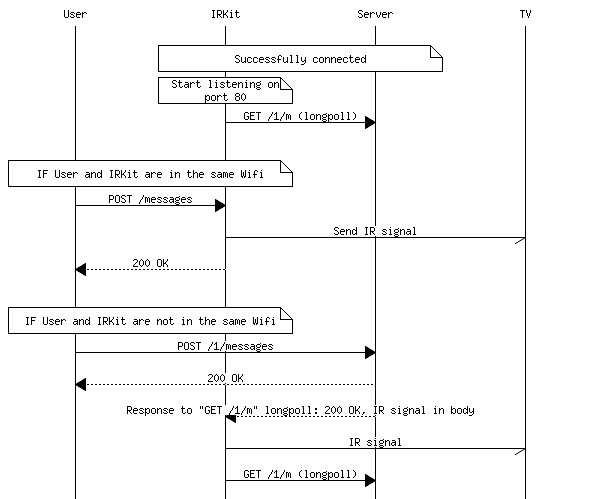 User IRKit Server TV
Successfully connected
Start listening on
port 80
GET /1/m (longpoll)
IF User and IRKit are in the same Wifi
POST /messages
Send IR signal
200 OK
IF User and IRKit are not in the same Wifi
POST /1/messages
200 OK
Response to "GET /1/m" longpoll: 200 OK, IR signal in body
IR signal
GET /1/m (longpoll)